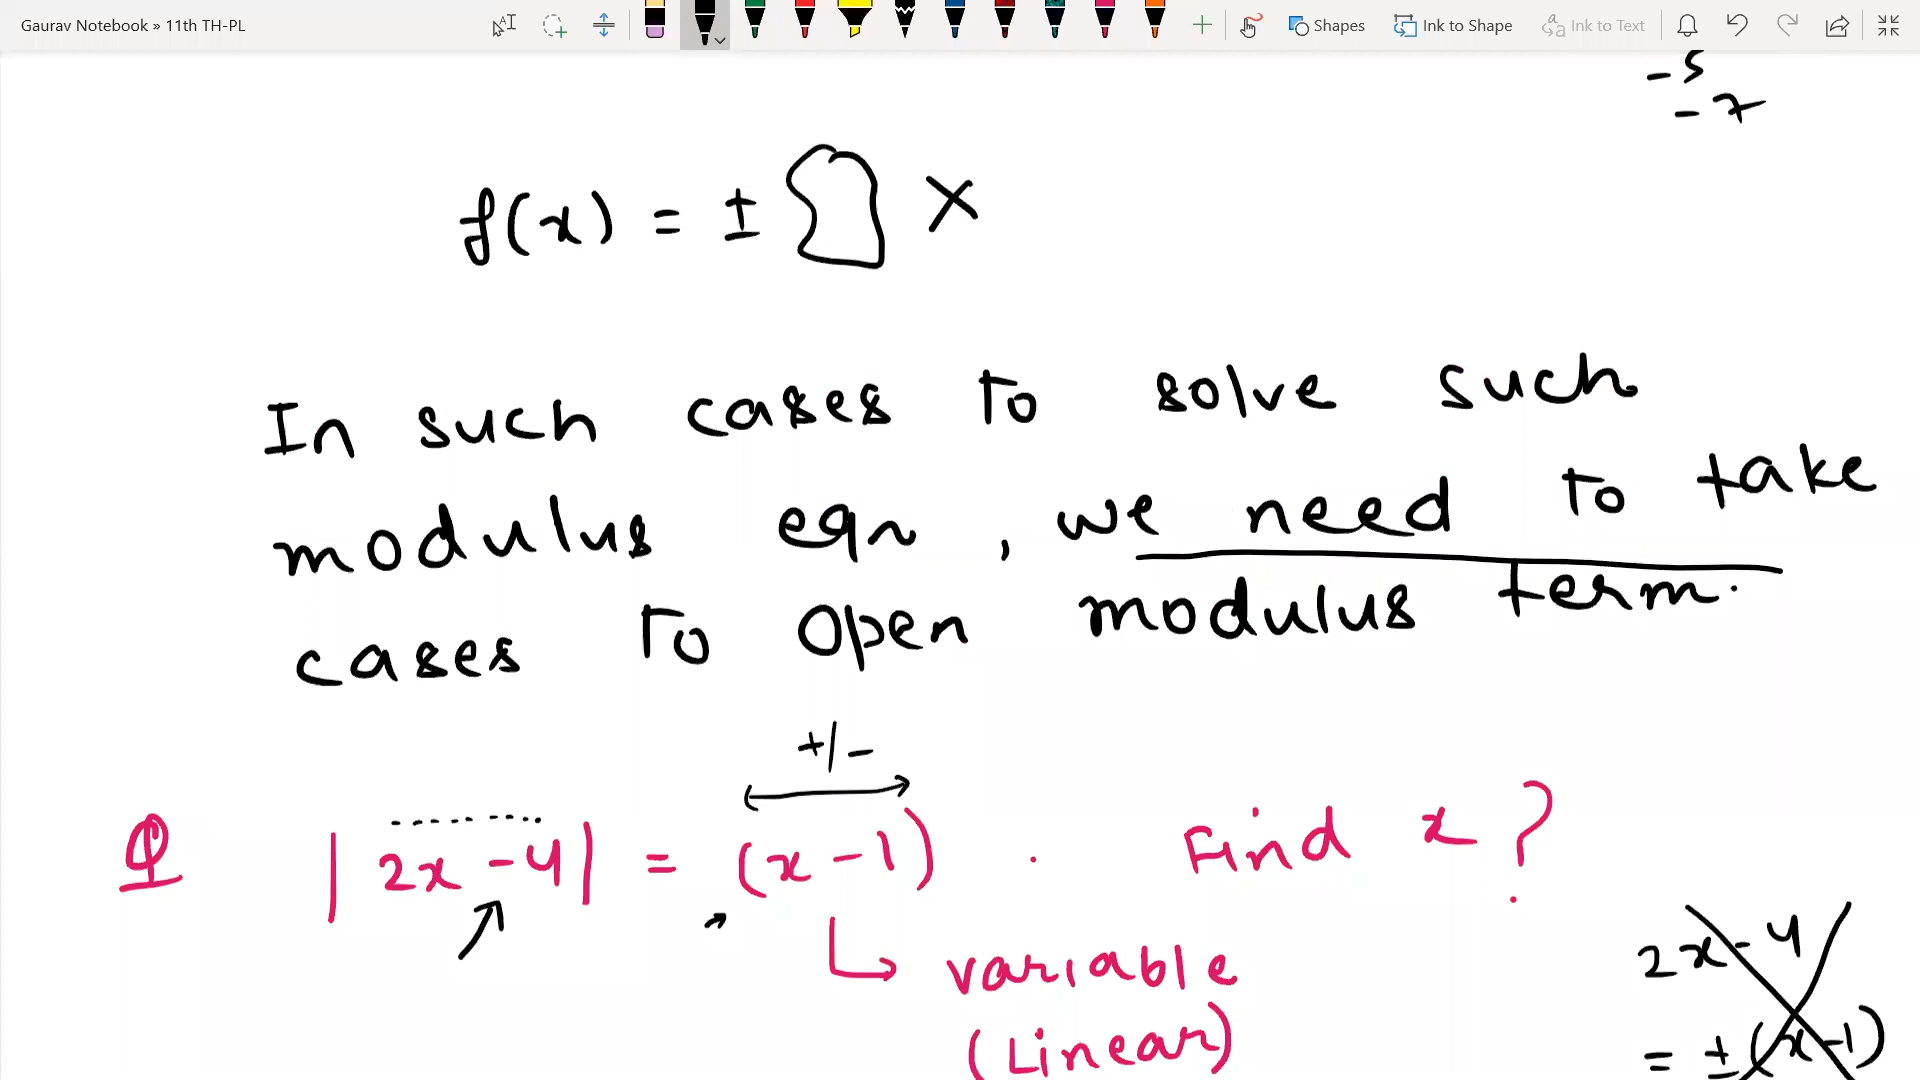 Gaurav Notebook » 11th TH-PL
Shapes
Ink to Shape
Ink to Text
-5
-7
f(x) = ± X
In such cases to solve such
modulus eqn, we need to take
cases to open modulus term.
+/-
Q |2x-4| = (x-1) . Find x?
variable
(Linear)
2x-4
= ±(x-1)